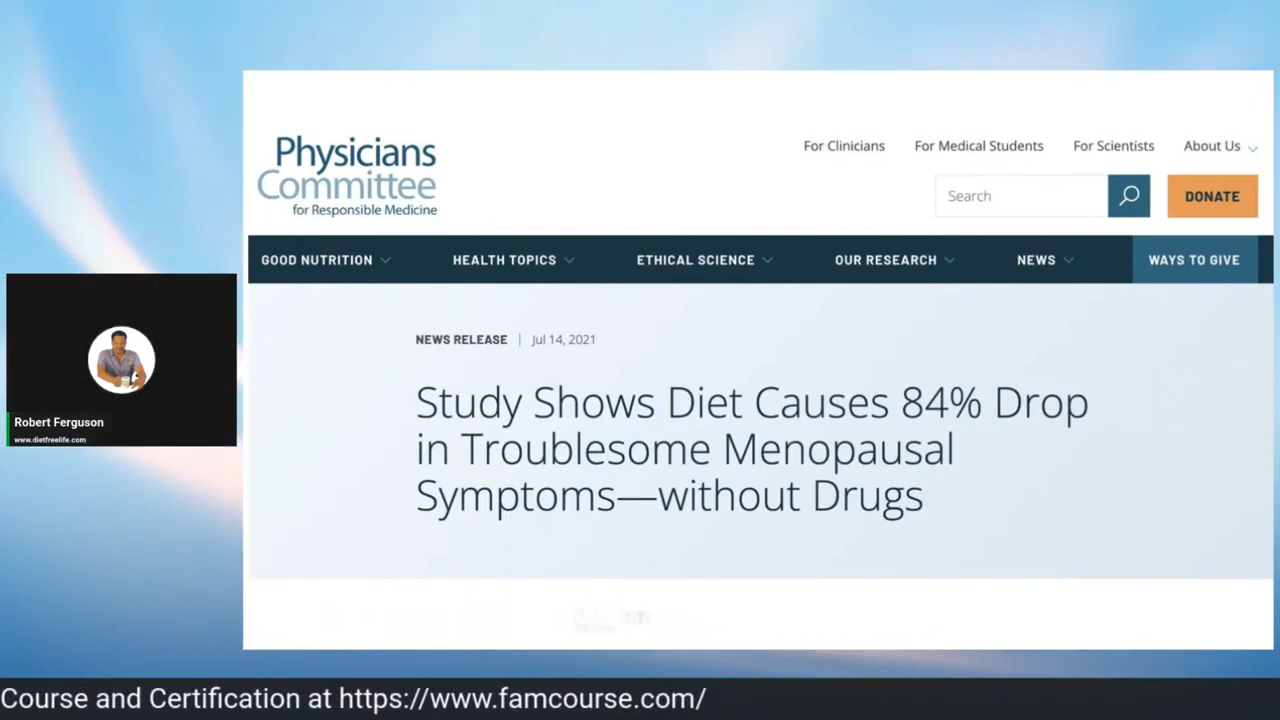 Physicians
Committee
for Responsible Medicine
For Clinicians
For Medical Students
For Scientists
About Us
Search
DONATE
GOOD NUTRITION
HEALTH TOPICS
ETHICAL SCIENCE
OUR RESEARCH
NEWS
WAYS TO GIVE
NEWS RELEASE | Jul 14, 2021
Study Shows Diet Causes 84% Drop
in Troublesome Menopausal
Symptoms—without Drugs
Robert Ferguson
www.dietfreelife.com
Course and Certification at https://www.famcourse.com/